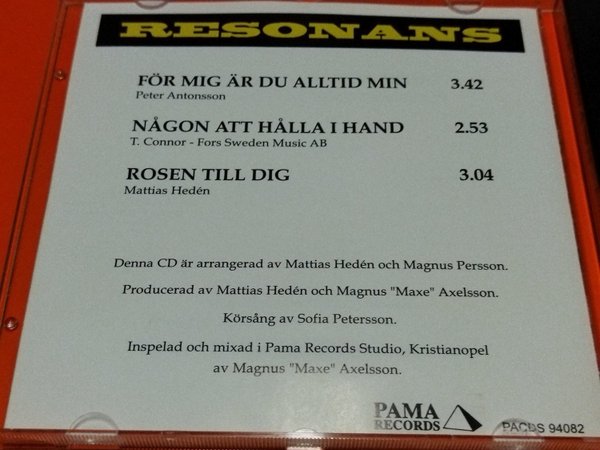 RESONANS
FÖR MIG ÄR DU ALLTID MIN 3.42
Peter Antonsson
NÅGON ATT HÅLLA I HAND 2.53
T. Connor - Fors Sweden Music AB
ROSEN TILL DIG 3.04
Mattias Hedén
Denna CD är arrangerad av Mattias Hedén och Magnus Persson.
Producerad av Mattias Hedén och Magnus "Maxe" Axelsson.
Körsång av Sofia Petersson.
Inspelad och mixad i Pama Records Studio, Kristianopel
av Magnus "Maxe" Axelsson.
PAMA
RECORDS
PACDS 94082